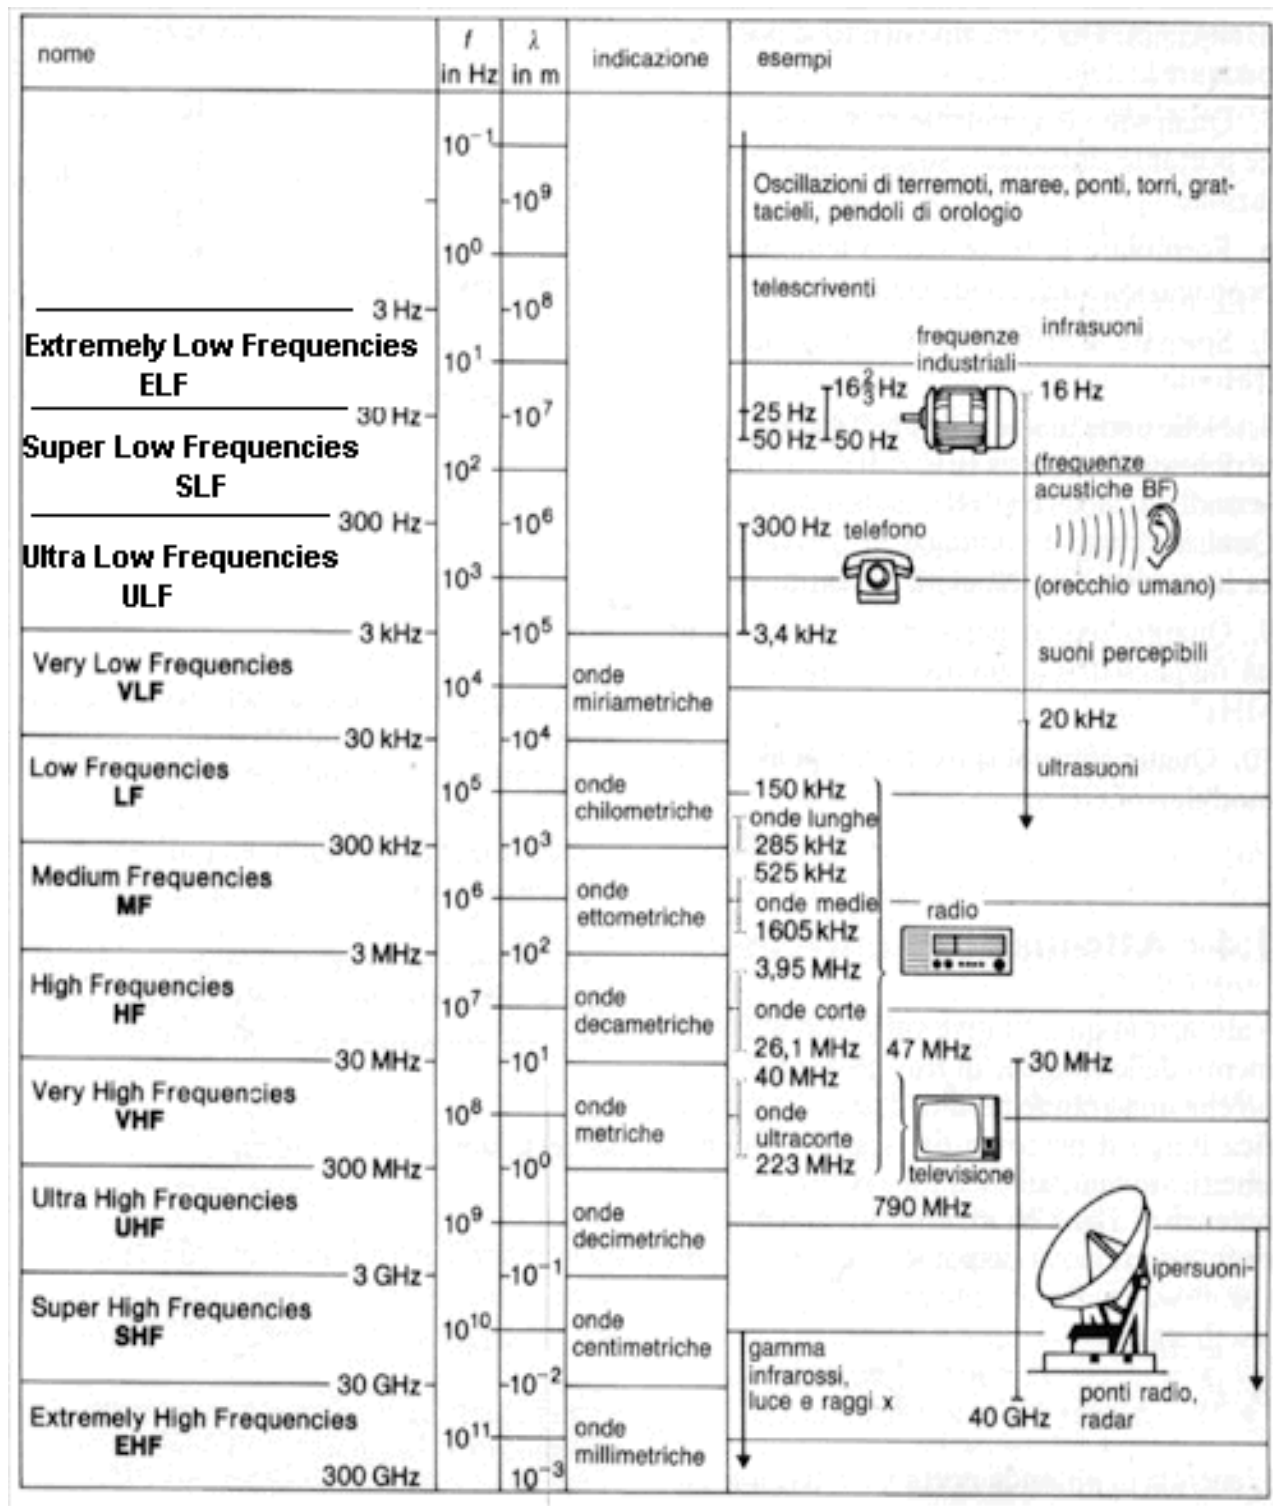 nome
f in Hz
λ in m
indicazione
esempi
10⁻¹
Oscillazioni di terremoti, maree, ponti, torri, grat-
tacieli, pendoli di orologio
10⁹
10⁰
telescriventi
3 Hz
10⁸
infrasuoni
Extremely Low Frequencies
ELF
10¹
frequenze
industriali
16⅔ Hz
16 Hz
30 Hz
10⁷
25 Hz
50 Hz
50 Hz
Super Low Frequencies
SLF
10²
(frequenze
acustiche BF)
300 Hz
10⁶
300 Hz
telefono
Ultra Low Frequencies
ULF
10³
(orecchio umano)
3 kHz
10⁵
3,4 kHz
suoni percepibili
Very Low Frequencies
VLF
10⁴
onde
miriametriche
20 kHz
30 kHz
10⁴
ultrasuoni
Low Frequencies
LF
10⁵
onde
chilometriche
150 kHz
onde lunghe
285 kHz
300 kHz
10³
525 kHz
Medium Frequencies
MF
10⁶
onde
ettometriche
onde medie
1605 kHz
radio
3 MHz
10²
3,95 MHz
High Frequencies
HF
10⁷
onde
decametriche
onde corte
26,1 MHz
47 MHz
30 MHz
30 MHz
10¹
40 MHz
Very High Frequencies
VHF
10⁸
onde
metriche
onde
ultracorte
223 MHz
televisione
300 MHz
10⁰
790 MHz
Ultra High Frequencies
UHF
10⁹
onde
decimetriche
3 GHz
10⁻¹
ipersuoni
Super High Frequencies
SHF
10¹⁰
onde
centimetriche
gamma
infrarossi,
luce e raggi x
30 GHz
10⁻²
ponti radio,
radar
40 GHz
Extremely High Frequencies
EHF
10¹¹
onde
millimetriche
300 GHz
10⁻³